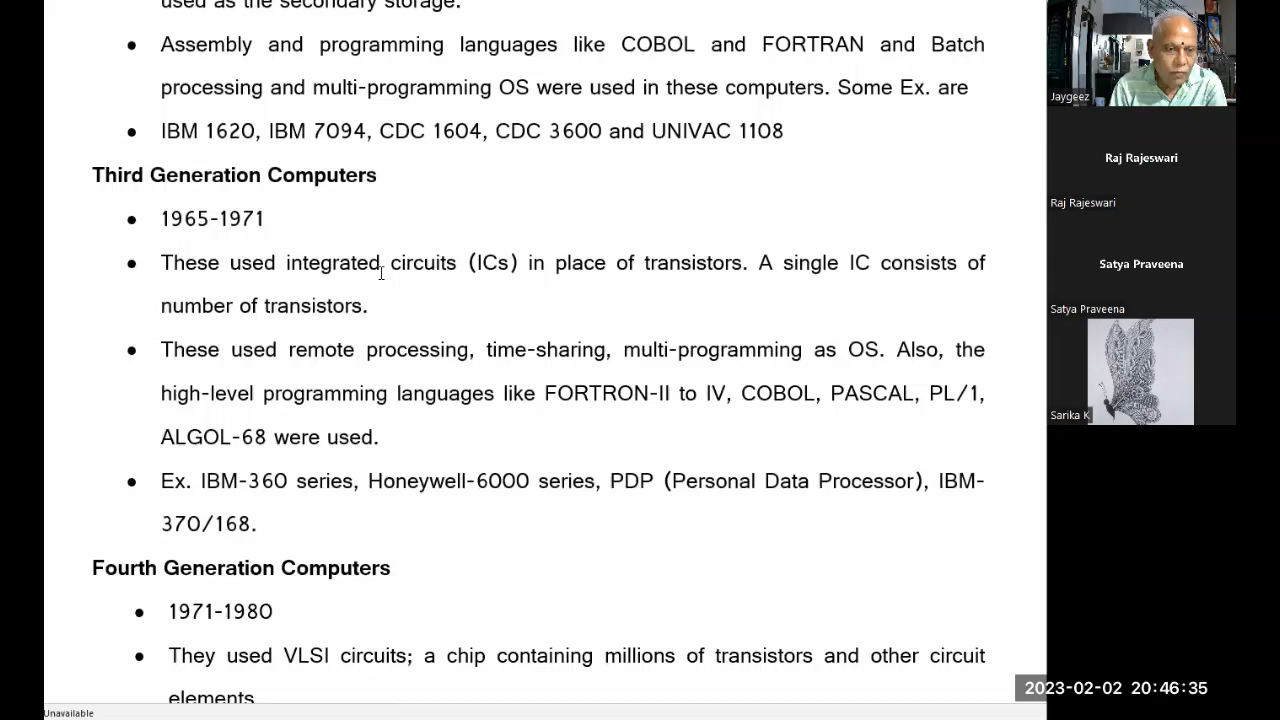 used as the secondary storage.
● Assembly and programming languages like COBOL and FORTRAN and Batch
processing and multi-programming OS were used in these computers. Some Ex. are
● IBM 1620, IBM 7094, CDC 1604, CDC 3600 and UNIVAC 1108
Third Generation Computers
● 1965-1971
● These used integrated circuits (ICs) in place of transistors. A single IC consists of
number of transistors.
● These used remote processing, time-sharing, multi-programming as OS. Also, the
high-level programming languages like FORTRON-II to IV, COBOL, PASCAL, PL/1,
ALGOL-68 were used.
● Ex. IBM-360 series, Honeywell-6000 series, PDP (Personal Data Processor), IBM-
370/168.
Fourth Generation Computers
● 1971-1980
● They used VLSI circuits; a chip containing millions of transistors and other circuit
elements
Unavailable
Jaygeez
Raj Rajeswari
Raj Rajeswari
Satya Praveena
Satya Praveena
Sarika K
2023-02-02 20:46:35